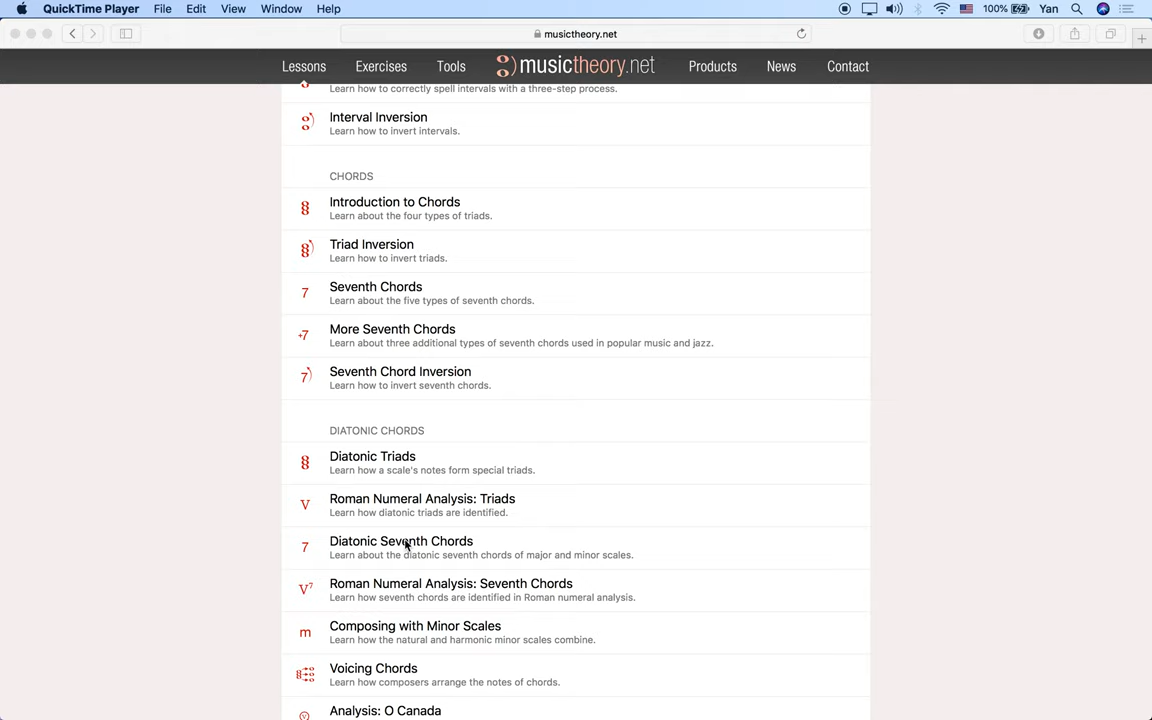 QuickTime Player File Edit View Window Help 100% Yan
musictheory.net
Lessons Exercises Tools musictheory.net Products News Contact
Learn how to correctly spell intervals with a three-step process.
Interval Inversion
Learn how to invert intervals.
CHORDS
Introduction to Chords
Learn about the four types of triads.
Triad Inversion
Learn how to invert triads.
7 Seventh Chords
Learn about the five types of seventh chords.
+7 More Seventh Chords
Learn about three additional types of seventh chords used in popular music and jazz.
7 Seventh Chord Inversion
Learn how to invert seventh chords.
DIATONIC CHORDS
Diatonic Triads
Learn how a scale's notes form special triads.
V Roman Numeral Analysis: Triads
Learn how diatonic triads are identified.
7 Diatonic Seventh Chords
Learn about the diatonic seventh chords of major and minor scales.
V7 Roman Numeral Analysis: Seventh Chords
Learn how seventh chords are identified in Roman numeral analysis.
m Composing with Minor Scales
Learn how the natural and harmonic minor scales combine.
Voicing Chords
Learn how composers arrange the notes of chords.
Analysis: O Canada